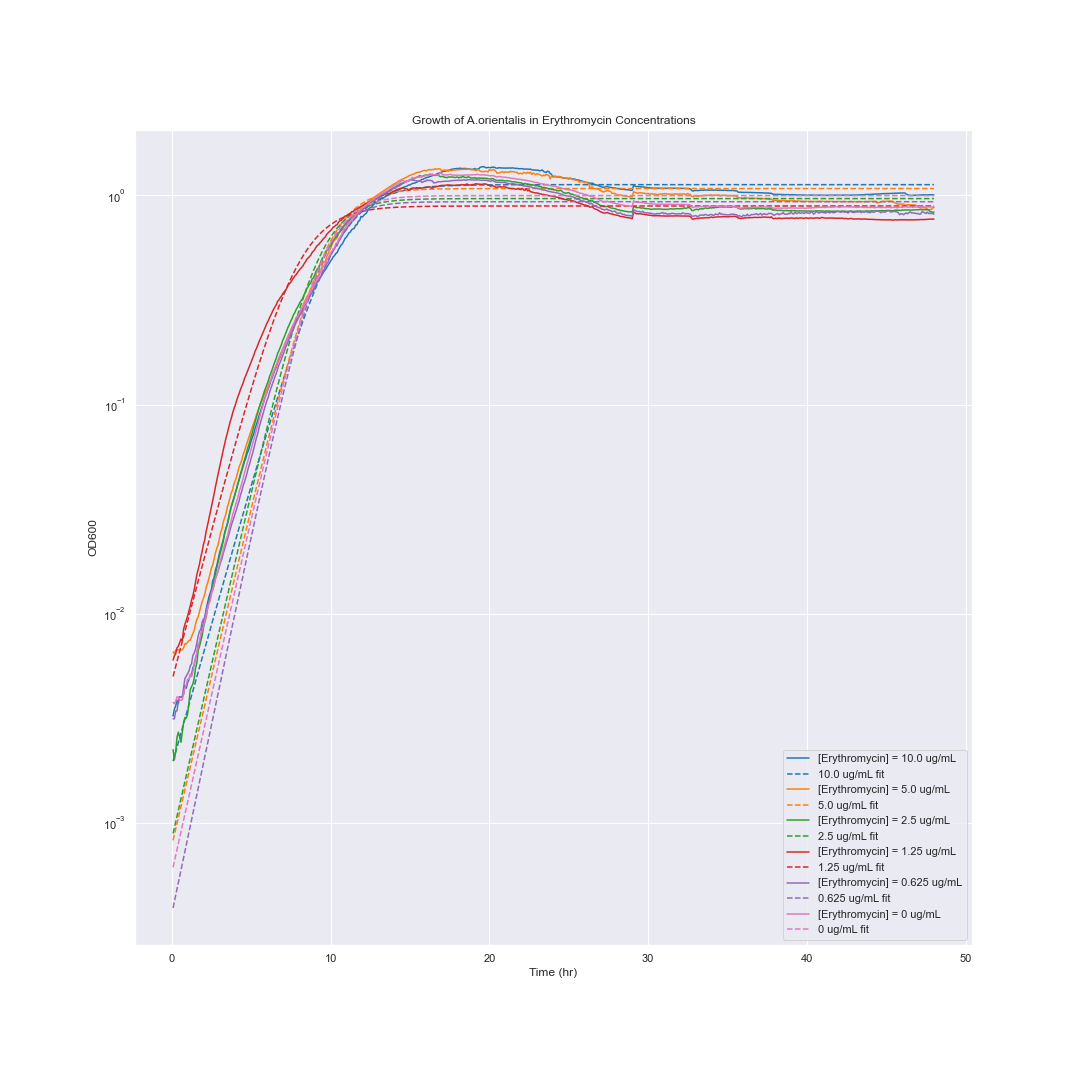 Growth of A.orientalis in Erythromycin Concentrations
10⁰
10⁻¹
10⁻²
10⁻³
OD600
[Erythromycin] = 10.0 ug/mL
10.0 ug/mL fit
[Erythromycin] = 5.0 ug/mL
5.0 ug/mL fit
[Erythromycin] = 2.5 ug/mL
2.5 ug/mL fit
[Erythromycin] = 1.25 ug/mL
1.25 ug/mL fit
[Erythromycin] = 0.625 ug/mL
0.625 ug/mL fit
[Erythromycin] = 0 ug/mL
0 ug/mL fit
0 10 20 30 40 50
Time (hr)